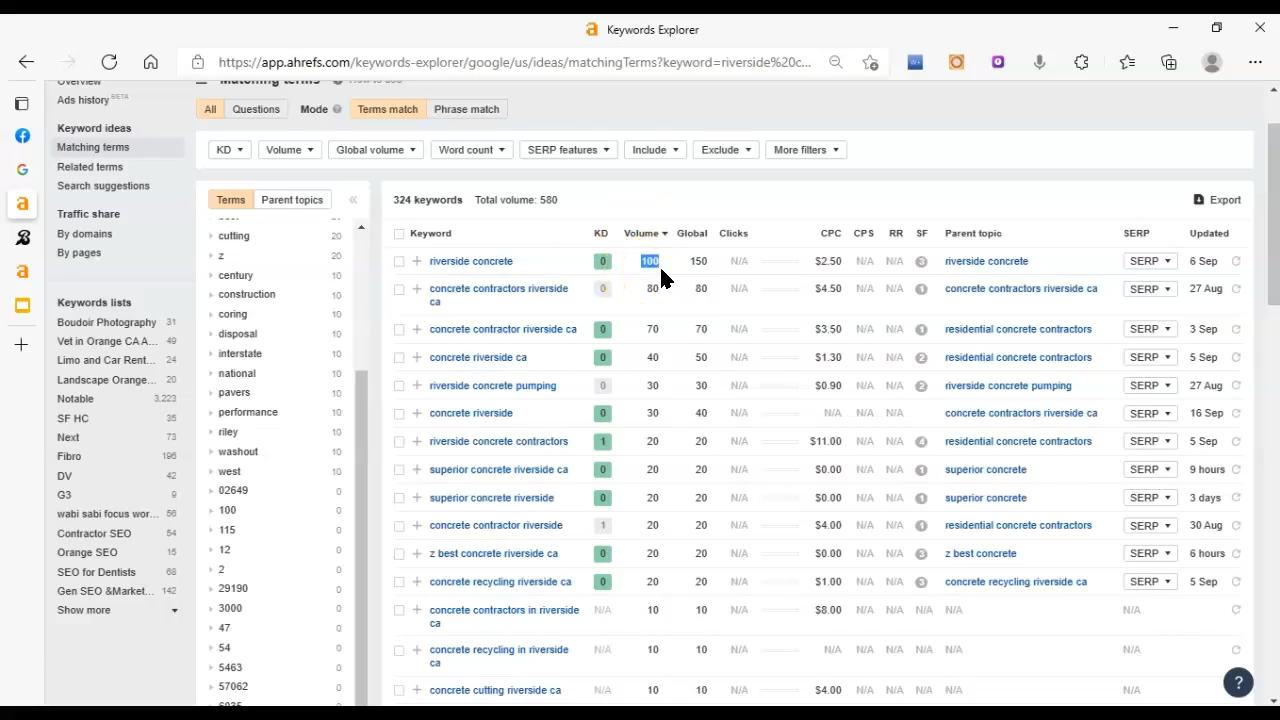 Keywords Explorer
https://app.ahrefs.com/keywords-explorer/google/us/ideas/matchingTerms?keyword=riverside%20c...
Overview
Ads history BETA
Keyword ideas
Matching terms
Related terms
Search suggestions
Traffic share
By domains
By pages
Keywords lists
Boudoir Photography 31
Vet in Orange CA A... 49
Limo and Car Rent... 24
Landscape Orange... 20
Notable 3,223
SF HC 35
Next 73
Fibro 196
DV 42
G3 9
wabi sabi focus wor... 56
Contractor SEO 54
Orange SEO 15
SEO for Dentists 68
Gen SEO &Market... 142
Show more
Matching terms
All Questions Mode Terms match Phrase match
KD Volume Global volume Word count SERP features Include Exclude More filters
Terms Parent topics
cutting 20
z 20
century 10
construction 10
coring 10
disposal 10
interstate 10
national 10
pavers 10
performance 10
riley 10
washout 10
west 10
02649 0
100 0
115 0
12 0
2 0
29190 0
3000 0
47 0
54 0
5463 0
57062 0
324 keywords Total volume: 580 Export
Keyword KD Volume Global Clicks CPC CPS RR SF Parent topic SERP Updated
riverside concrete 0 100 150 N/A $2.50 N/A N/A 3 riverside concrete SERP 6 Sep
concrete contractors riverside 0 80 80 N/A $4.50 N/A N/A 1 concrete contractors riverside ca SERP 27 Aug
ca
concrete contractor riverside ca 0 70 70 N/A $3.50 N/A N/A 1 residential concrete contractors SERP 3 Sep
concrete riverside ca 0 40 50 N/A $1.30 N/A N/A 2 residential concrete contractors SERP 5 Sep
riverside concrete pumping 0 30 30 N/A $0.90 N/A N/A 2 riverside concrete pumping SERP 27 Aug
concrete riverside 0 30 40 N/A N/A N/A N/A concrete contractors riverside ca SERP 16 Sep
riverside concrete contractors 1 20 20 N/A $11.00 N/A N/A 4 residential concrete contractors SERP 5 Sep
superior concrete riverside ca 0 20 20 N/A $0.00 N/A N/A 1 superior concrete SERP 9 hours
superior concrete riverside 0 20 20 N/A $0.00 N/A N/A 1 superior concrete SERP 3 days
concrete contractor riverside 1 20 20 N/A $4.00 N/A N/A 2 residential concrete contractors SERP 30 Aug
z best concrete riverside ca 0 20 20 N/A $0.00 N/A N/A 3 z best concrete SERP 6 hours
concrete recycling riverside ca 0 20 20 N/A $1.00 N/A N/A 3 concrete recycling riverside ca SERP 5 Sep
concrete contractors in riverside N/A 10 10 N/A $8.00 N/A N/A N/A N/A N/A
ca
concrete recycling in riverside N/A 10 10 N/A N/A N/A N/A N/A N/A N/A
ca
concrete cutting riverside ca N/A 10 10 N/A $4.00 N/A N/A N/A N/A N/A
?